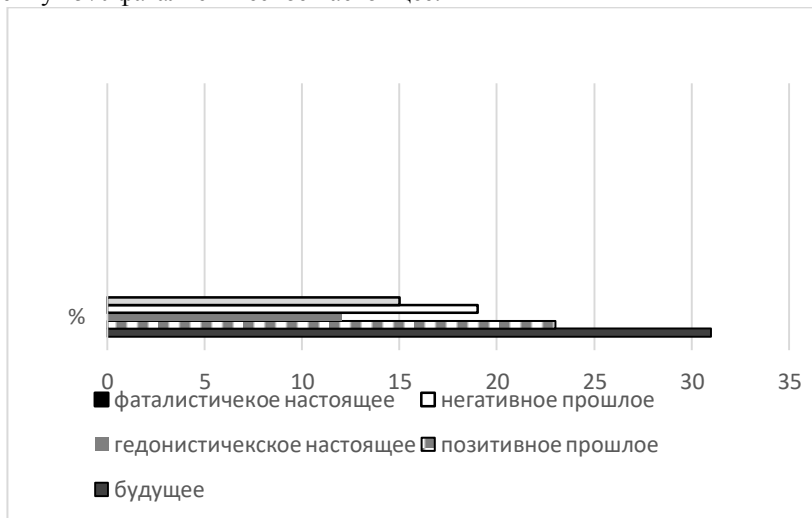 %
0 5 10 15 20 25 30 35
фаталистичекое настоящее негативное прошлое
гедонистичекское настоящее позитивное прошлое
будущее